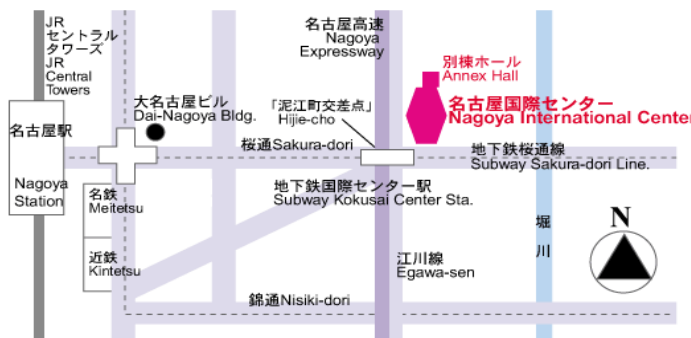 JR
セントラル
タワーズ
JR
Central
Towers
名古屋高速
Nagoya
Expressway
別棟ホール
Annex Hall
大名古屋ビル
Dai-Nagoya Bldg.
「泥江町交差点」
Hijie-cho
名古屋国際センター
Nagoya International Center
名古屋駅
桜通Sakura-dori
地下鉄桜通線
Subway Sakura-dori Line.
Nagoya
Station
名鉄
Meitetsu
地下鉄国際センター駅
Subway Kokusai Center Sta.
堀川
N
近鉄
Kintetsu
江川線
Egawa-sen
錦通Nisiki-dori